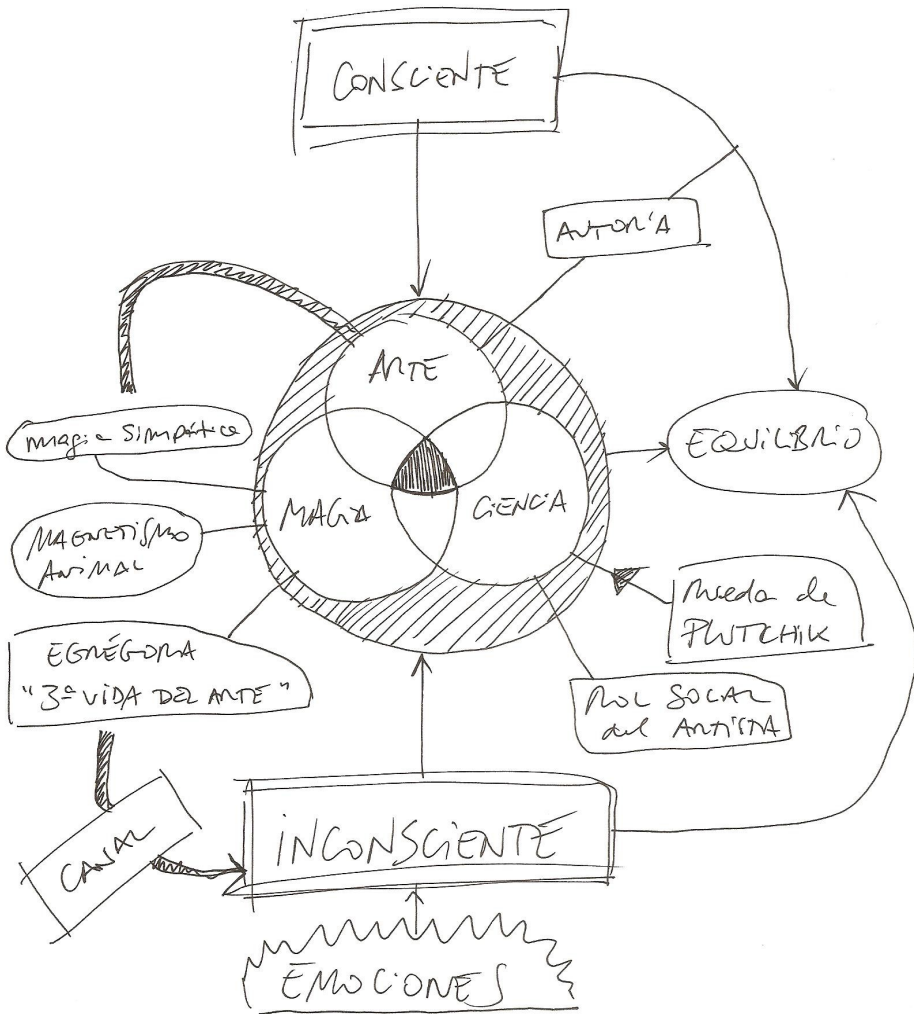 CONSCIENTE
AUTORÍA
ARTE
magia simpática
EQUILIBRIO
MAGIA
CIENCIA
MAGNETISMO
ANIMAL
Rueda de
PLUTCHIK
EGRÉGORA
"3ª VIDA DEL ARTE"
ROL SOCIAL
del ARTISTA
CANAL
INCONSCIENTE
EMOCIONES